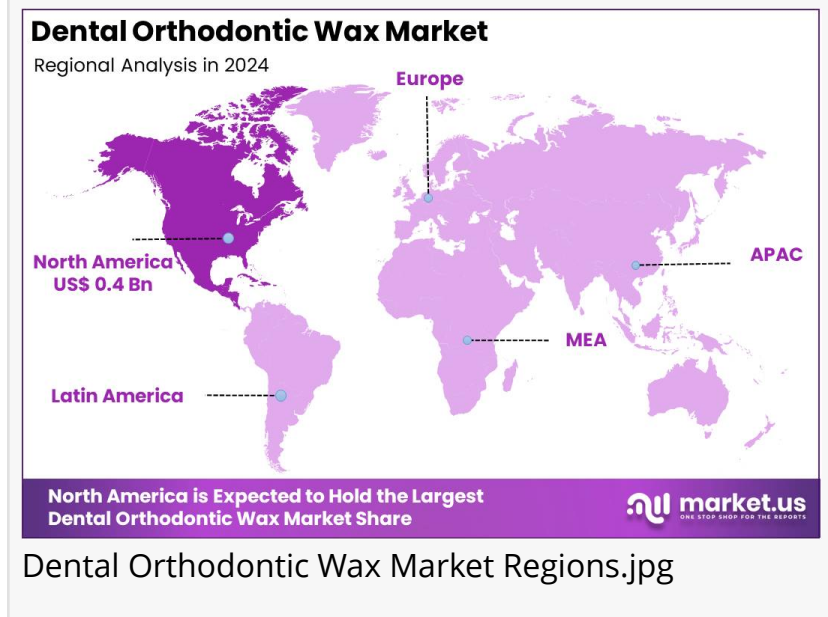 Dental Orthodontic Wax Market
Regional Analysis in 2024
Europe
North America
US$ 0.4 Bn
APAC
MEA
Latin America
North America is Expected to Hold the Largest
Dental Orthodontic Wax Market Share
market.us
ONE STOP SHOP FOR THE REPORTS
Dental Orthodontic Wax Market Regions.jpg